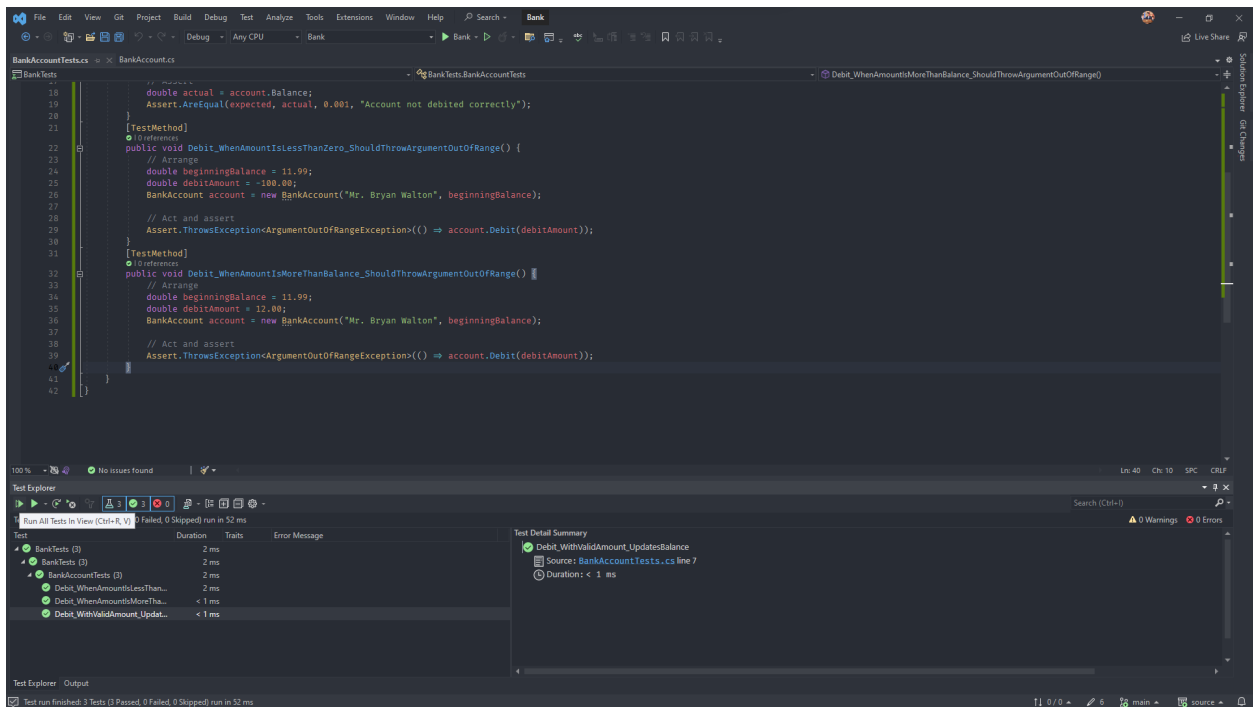 File Edit View Git Project Build Debug Test Analyze Tools Extensions Window Help Search Bank
Debug Any CPU Bank Bank Live Share
BankAccountTests.cs BankAccount.cs
BankTests BankTests.BankAccountTests Debit_WhenAmountIsMoreThanBalance_ShouldThrowArgumentOutOfRange()
Solution Explorer
Git Changes
17 // Assert
18 double actual = account.Balance;
19 Assert.AreEqual(expected, actual, 0.001, "Account not debited correctly");
20 }
21 [TestMethod]
| 0 references
22 public void Debit_WhenAmountIsLessThanZero_ShouldThrowArgumentOutOfRange() {
23 // Arrange
24 double beginningBalance = 11.99;
25 double debitAmount = -100.00;
26 BankAccount account = new BankAccount("Mr. Bryan Walton", beginningBalance);
27
28 // Act and assert
29 Assert.ThrowsException<ArgumentOutOfRangeException>(() ⇒ account.Debit(debitAmount));
30 }
31 [TestMethod]
| 0 references
32 public void Debit_WhenAmountIsMoreThanBalance_ShouldThrowArgumentOutOfRange() {
33 // Arrange
34 double beginningBalance = 11.99;
35 double debitAmount = 12.00;
36 BankAccount account = new BankAccount("Mr. Bryan Walton", beginningBalance);
37
38 // Act and assert
39 Assert.ThrowsException<ArgumentOutOfRangeException>(() ⇒ account.Debit(debitAmount));
40 }
41 }
42 }
100 % No issues found Ln: 40 Ch: 10 SPC CRLF
Test Explorer
3 3 0 Search (Ctrl+I)
Run All Tests In View (Ctrl+R, V) 0 Failed, 0 Skipped) run in 52 ms 0 Warnings 0 Errors
Test Duration Traits Error Message
BankTests (3) 2 ms
BankTests (3) 2 ms
BankAccountTests (3) 2 ms
Debit_WhenAmountIsLessThan... 2 ms
Debit_WhenAmountIsMoreTha... < 1 ms
Debit_WithValidAmount_Updat... < 1 ms
Test Detail Summary
Debit_WithValidAmount_UpdatesBalance
Source: BankAccountTests.cs line 7
Duration: < 1 ms
Test Explorer Output
Test run finished: 3 Tests (3 Passed, 0 Failed, 0 Skipped) run in 52 ms 0 / 0 6 main source